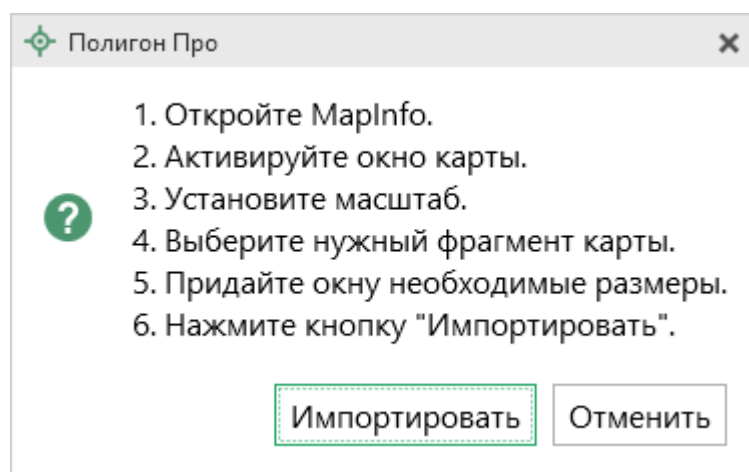 Полигон Про
1. Откройте MapInfo.
2. Активируйте окно карты.
3. Установите масштаб.
4. Выберите нужный фрагмент карты.
5. Придайте окну необходимые размеры.
6. Нажмите кнопку "Импортировать".
Импортировать Отменить